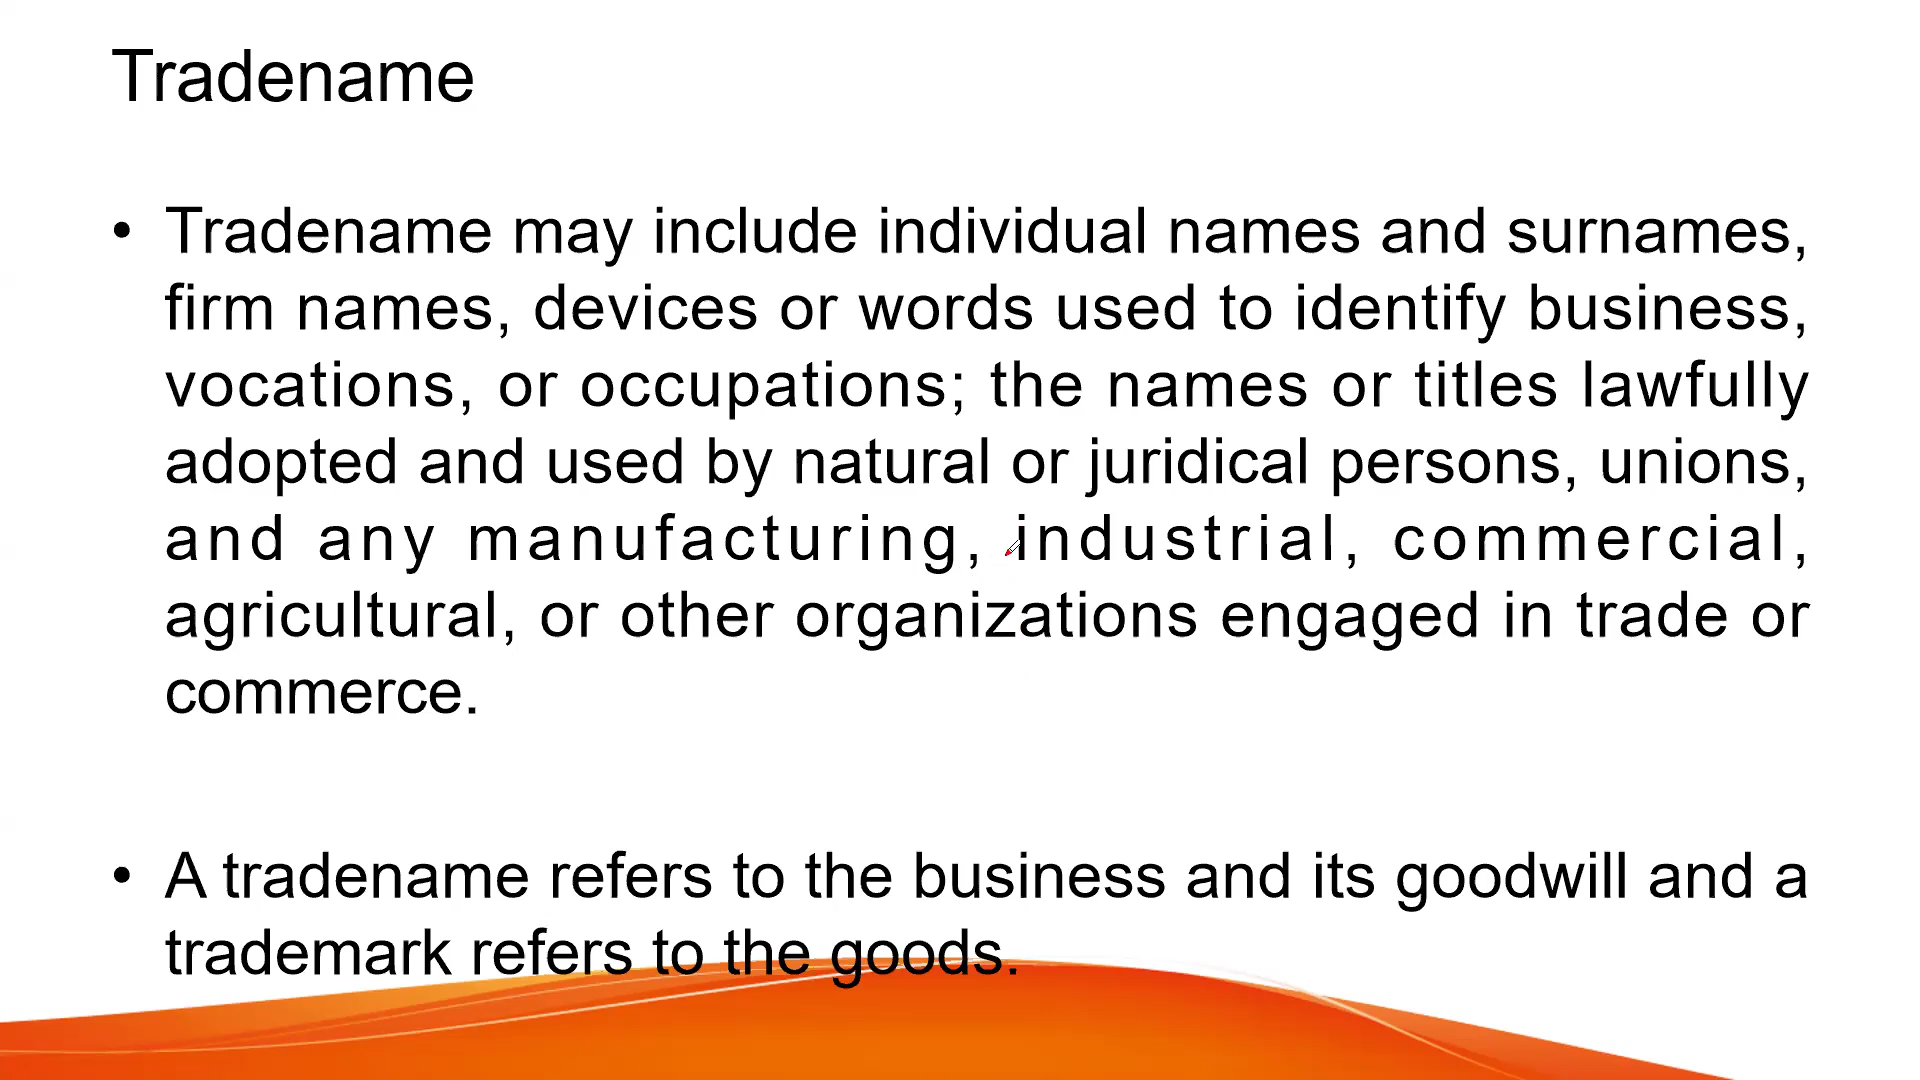 Tradename
• Tradename may include individual names and surnames,
firm names, devices or words used to identify business,
vocations, or occupations; the names or titles lawfully
adopted and used by natural or juridical persons, unions,
and any manufacturing, industrial, commercial,
agricultural, or other organizations engaged in trade or
commerce.
• A tradename refers to the business and its goodwill and a
trademark refers to the goods.